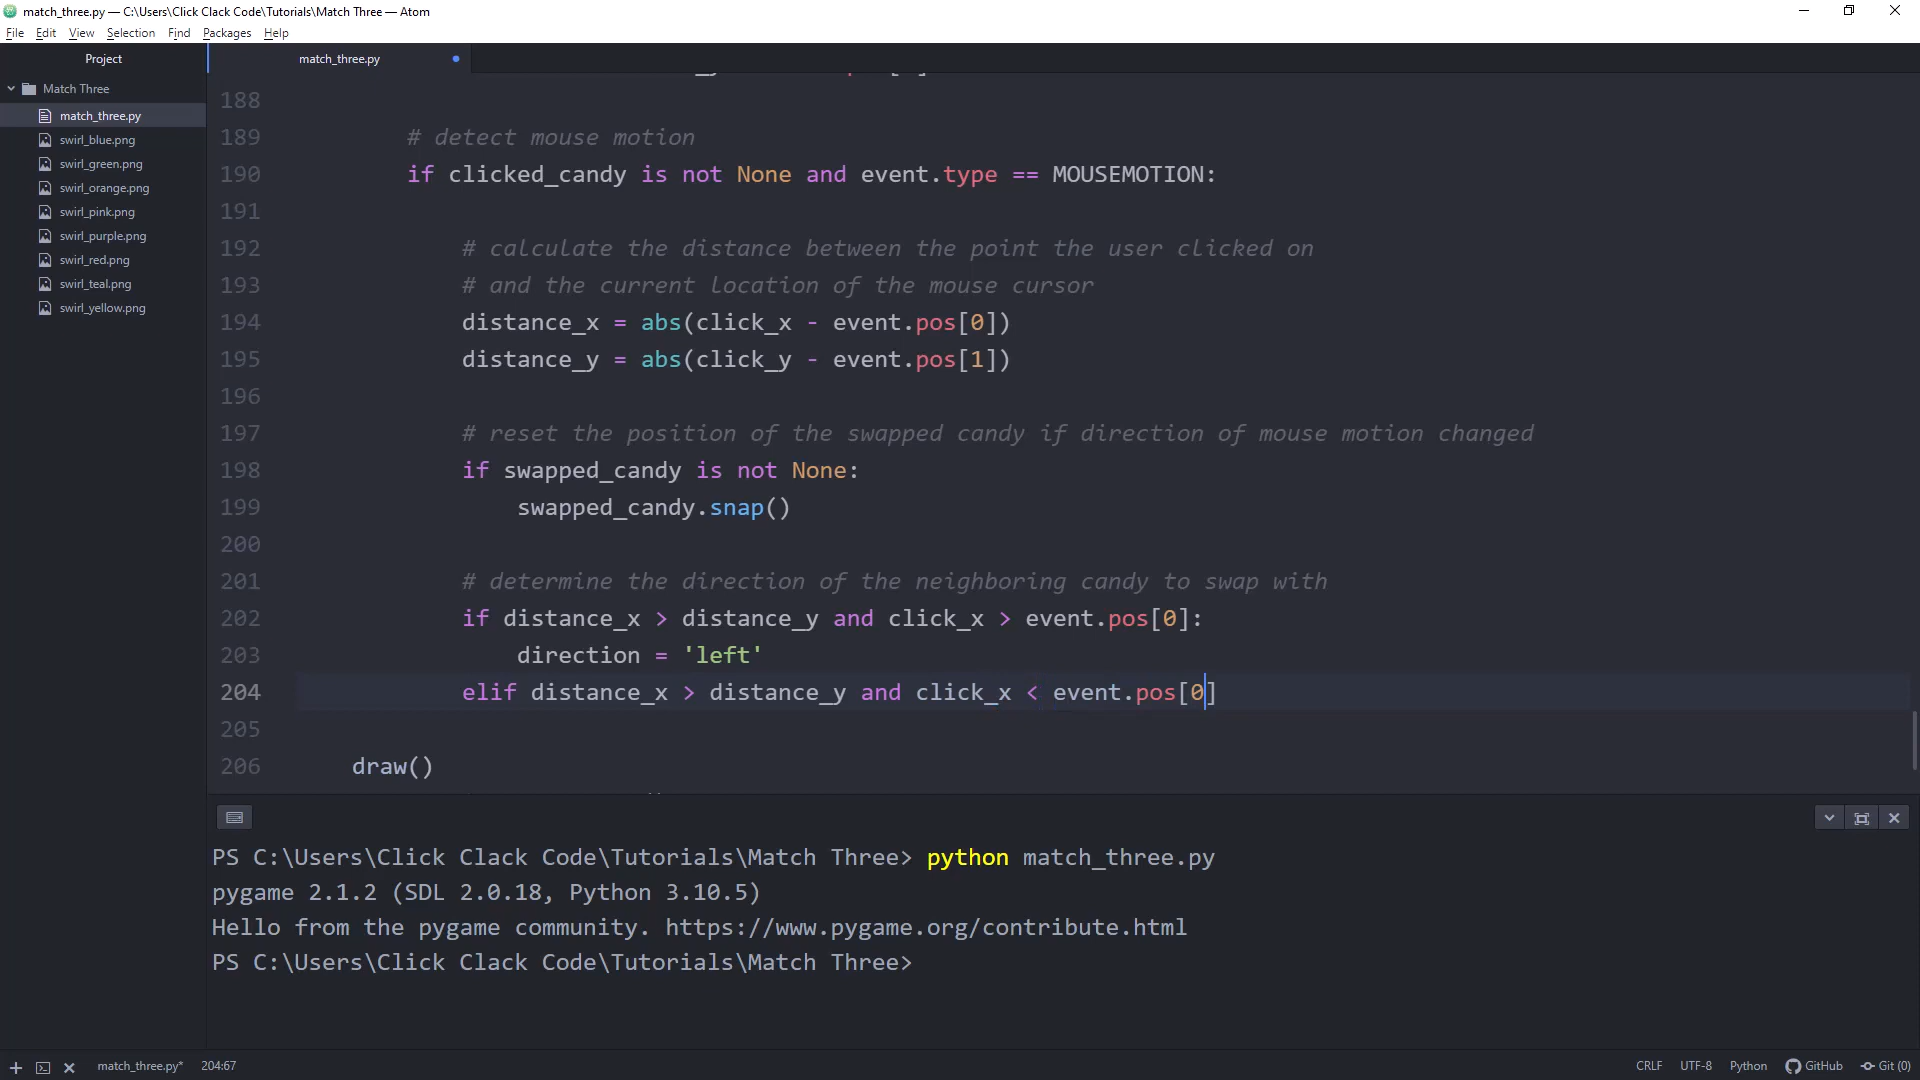 match_three.py — C:\Users\Click Clack Code\Tutorials\Match Three — Atom
File Edit View Selection Find Packages Help
Project
match_three.py
Match Three
match_three.py
swirl_blue.png
swirl_green.png
swirl_orange.png
swirl_pink.png
swirl_purple.png
swirl_red.png
swirl_teal.png
swirl_yellow.png
188
189 # detect mouse motion
190 if clicked_candy is not None and event.type == MOUSEMOTION:
191
192 # calculate the distance between the point the user clicked on
193 # and the current location of the mouse cursor
194 distance_x = abs(click_x - event.pos[0])
195 distance_y = abs(click_y - event.pos[1])
196
197 # reset the position of the swapped candy if direction of mouse motion changed
198 if swapped_candy is not None:
199 swapped_candy.snap()
200
201 # determine the direction of the neighboring candy to swap with
202 if distance_x > distance_y and click_x > event.pos[0]:
203 direction = 'left'
204 elif distance_x > distance_y and click_x < event.pos[0]
205
206 draw()
PS C:\Users\Click Clack Code\Tutorials\Match Three> python match_three.py
pygame 2.1.2 (SDL 2.0.18, Python 3.10.5)
Hello from the pygame community. https://www.pygame.org/contribute.html
PS C:\Users\Click Clack Code\Tutorials\Match Three>
match_three.py* 204:67 CRLF UTF-8 Python GitHub Git (0)